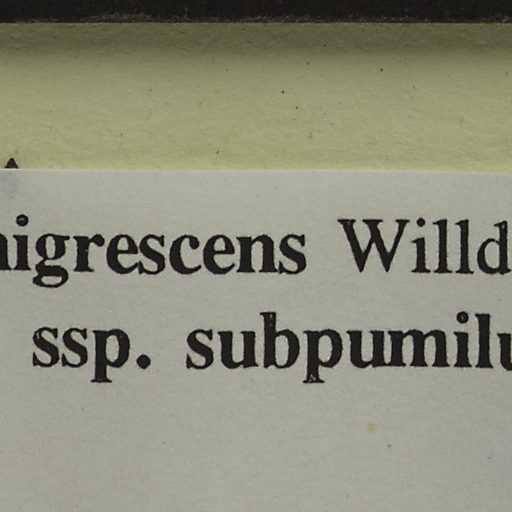 nigrescens Willd
ssp. subpumilu